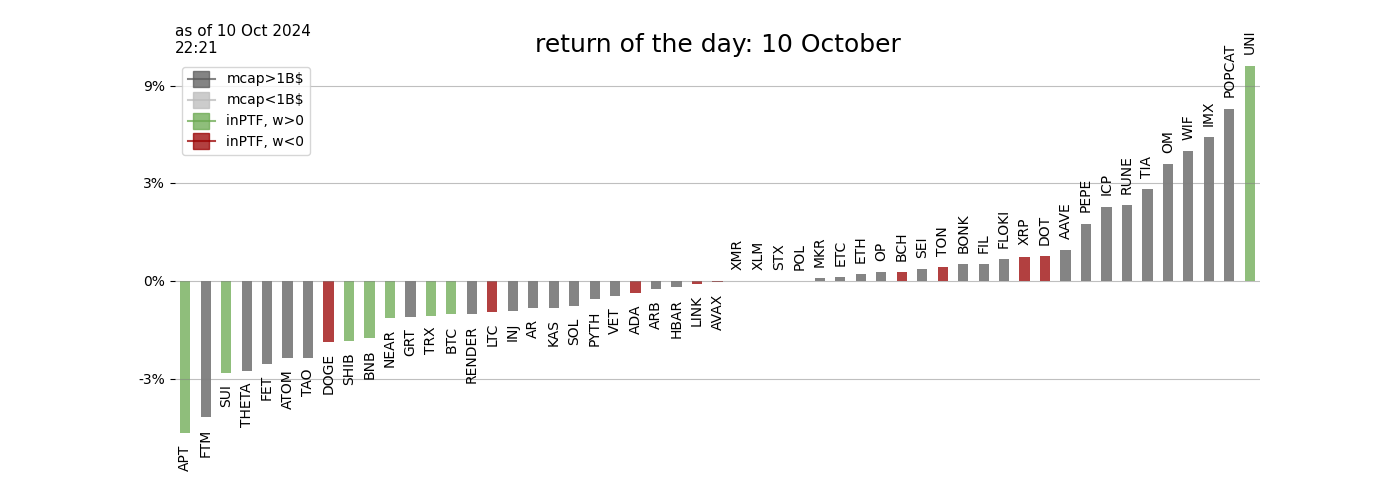 as of 10 Oct 2024
22:21
return of the day: 10 October
mcap>1B$
mcap<1B$
inPTF, w>0
inPTF, w<0
9%
3%
0%
-3%
APT
FTM
SUI
THETA
FET
ATOM
TAO
DOGE
SHIB
BNB
NEAR
GRT
TRX
BTC
RENDER
LTC
INJ
AR
KAS
SOL
PYTH
VET
ADA
ARB
HBAR
LINK
AVAX
XMR
XLM
STX
POL
MKR
ETC
ETH
OP
BCH
SEI
TON
BONK
FIL
FLOKI
XRP
DOT
AAVE
PEPE
ICP
RUNE
TIA
OM
WIF
IMX
POPCAT
UNI